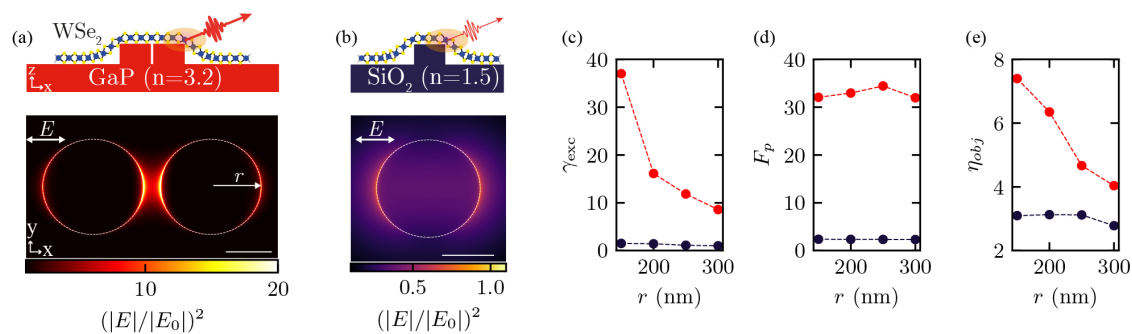 (a)
WSe₂
GaP (n=3.2)
z
x
E
r
y
x
10
20
(|E|/|E₀|)²
(b)
SiO₂ (n=1.5)
E
0.5
1.0
(|E|/|E₀|)²
(c)
40
30
20
10
0
γexc
200
300
r (nm)
(d)
40
30
20
10
0
Fₚ
200
300
r (nm)
(e)
8
6
4
2
ηobj
200
300
r (nm)